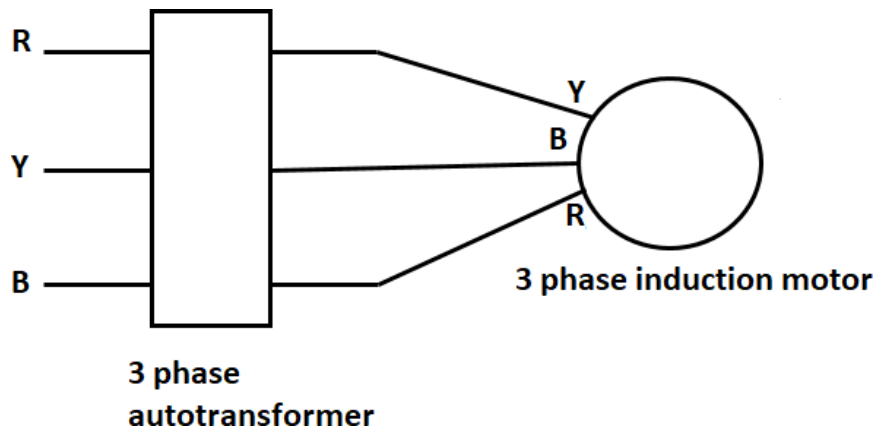 R
Y
B
Y
B
R
3 phase induction motor
3 phase
autotransformer